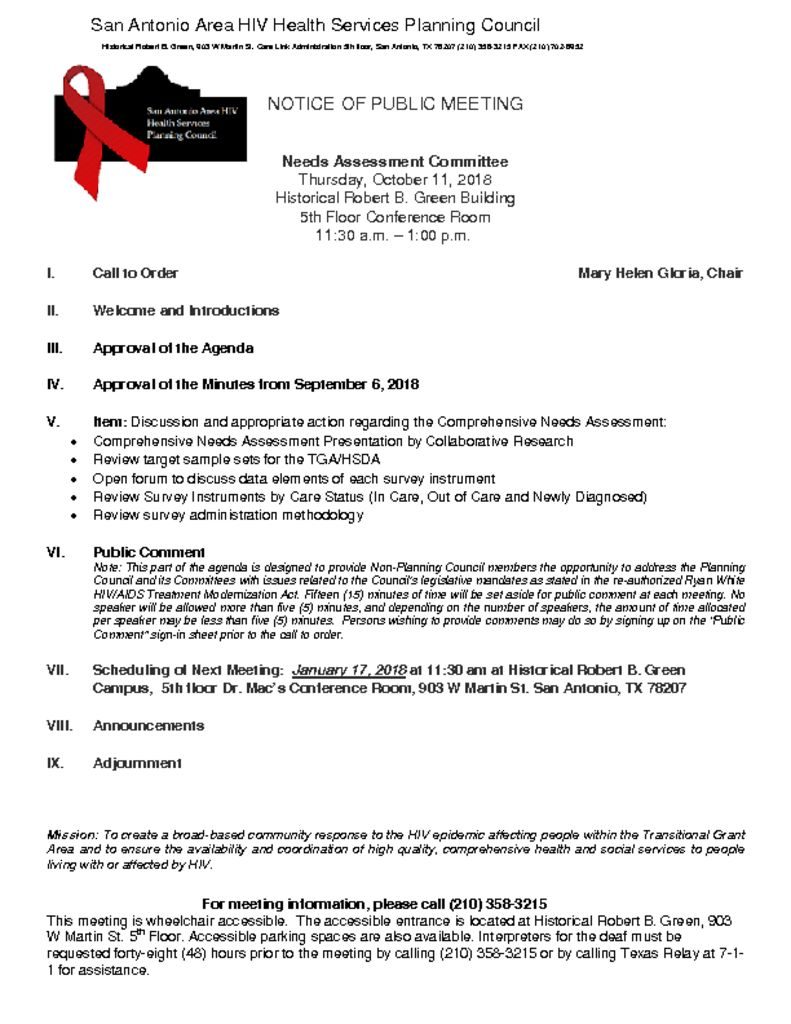 San Antonio Area HIV Health Services Planning Council
Historical Robert B. Green, 903 W Martin St. Care Link Administration 5th floor, San Antonio, TX 78207 (210) 358-3215 FAX (210) 702-6952
San Antonio Area HIV
Health Services
Planning Council
NOTICE OF PUBLIC MEETING
Needs Assessment Committee
Thursday, October 11, 2018
Historical Robert B. Green Building
5th Floor Conference Room
11:30 a.m. – 1:00 p.m.
I. Call to Order Mary Helen Gloria, Chair
II. Welcome and Introductions
III. Approval of the Agenda
IV. Approval of the Minutes from September 6, 2018
V. Item: Discussion and appropriate action regarding the Comprehensive Needs Assessment:
• Comprehensive Needs Assessment Presentation by Collaborative Research
• Review target sample sets for the TGA/HSDA
• Open forum to discuss data elements of each survey instrument
• Review Survey Instruments by Care Status (In Care, Out of Care and Newly Diagnosed)
• Review survey administration methodology
VI. Public Comment
Note: This part of the agenda is designed to provide Non-Planning Council members the opportunity to address the Planning
Council and its Committees with issues related to the Council's legislative mandates as stated in the re-authorized Ryan White
HIV/AIDS Treatment Modernization Act. Fifteen (15) minutes of time will be set aside for public comment at each meeting. No
speaker will be allowed more than five (5) minutes, and depending on the number of speakers, the amount of time allocated
per speaker may be less than five (5) minutes. Persons wishing to provide comments may do so by signing up on the "Public
Comment" sign-in sheet prior to the call to order.
VII. Scheduling of Next Meeting: January 17, 2018 at 11:30 am at Historical Robert B. Green
Campus, 5th floor Dr. Mac's Conference Room, 903 W Martin St. San Antonio, TX 78207
VIII. Announcements
IX. Adjournment
Mission: To create a broad-based community response to the HIV epidemic affecting people within the Transitional Grant
Area and to ensure the availability and coordination of high quality, comprehensive health and social services to people
living with or affected by HIV.
For meeting information, please call (210) 358-3215
This meeting is wheelchair accessible. The accessible entrance is located at Historical Robert B. Green, 903
W Martin St. 5th Floor. Accessible parking spaces are also available. Interpreters for the deaf must be
requested forty-eight (48) hours prior to the meeting by calling (210) 358-3215 or by calling Texas Relay at 7-1-
1 for assistance.